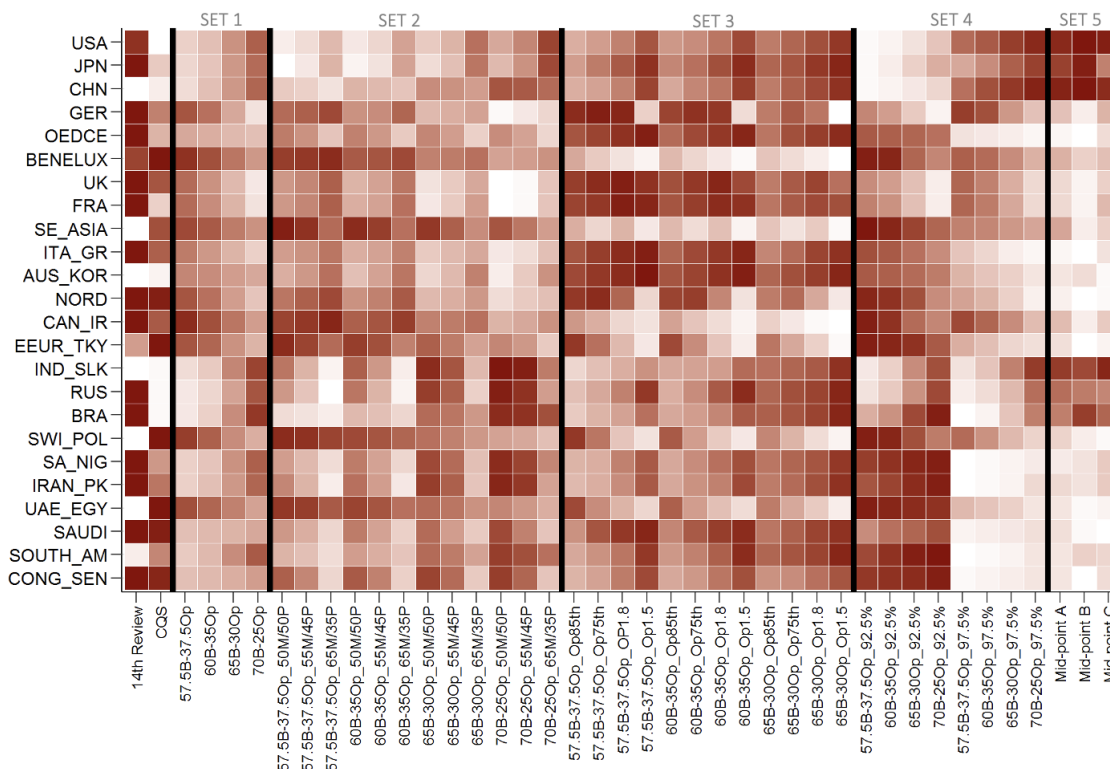 SET 1
SET 2
SET 3
SET 4
SET 5
USA
JPN
CHN
GER
OEDCE
BENELUX
UK
FRA
SE_ASIA
ITA_GR
AUS_KOR
NORD
CAN_IR
EEUR_TKY
IND_SLK
RUS
BRA
SWI_POL
SA_NIG
IRAN_PK
UAE_EGY
SAUDI
SOUTH_AM
CONG_SEN
14th Review
CQS
57.5B-37.5Op
60B-35Op
65B-30Op
70B-25Op
57.5B-37.5Op_50M/50P
57.5B-37.5Op_55M/45P
57.5B-37.5Op_65M/35P
60B-35Op_50M/50P
60B-35Op_55M/45P
60B-35Op_65M/35P
65B-30Op_50M/50P
65B-30Op_55M/45P
65B-30Op_65M/35P
70B-25Op_50M/50P
70B-25Op_55M/45P
70B-25Op_65M/35P
57.5B-37.5Op_Op85th
57.5B-37.5Op_Op75th
57.5B-37.5Op_OP1.8
57.5B-37.5Op_Op1.5
60B-35Op_Op85th
60B-35Op_Op75th
60B-35Op_Op1.8
60B-35Op_Op1.5
65B-30Op_Op85th
65B-30Op_Op75th
65B-30Op_Op1.8
65B-30Op_Op1.5
57.5B-37.5Op_92.5%
60B-35Op_92.5%
65B-30Op_92.5%
70B-25Op_92.5%
57.5B-37.5Op_97.5%
60B-35Op_97.5%
65B-30Op_97.5%
70B-25Op_97.5%
Mid-point A
Mid-point B
Mid-point C